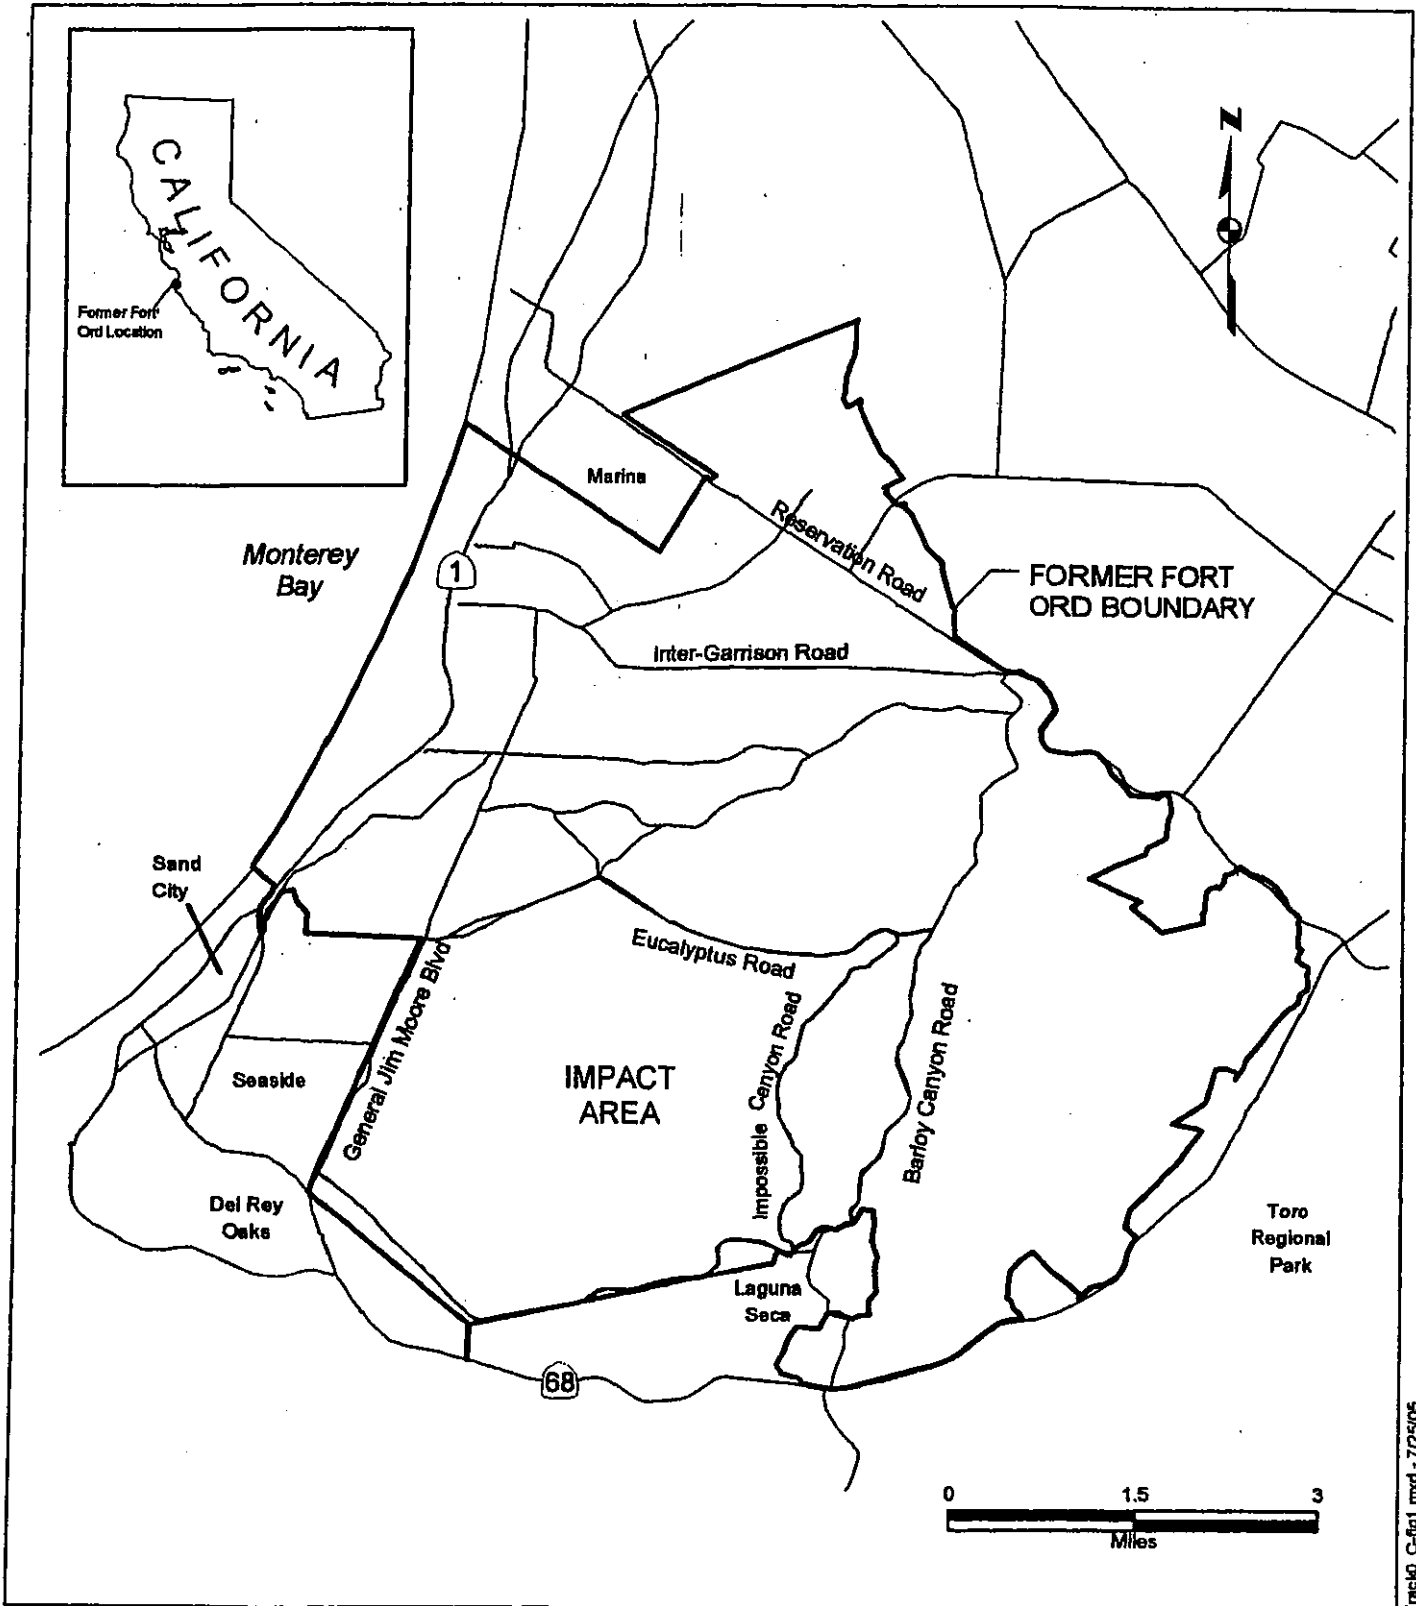 CALIFORNIA
Former Fort
Ord Location
N
Marina
Monterey
Bay
1
Reservation Road
FORMER FORT
ORD BOUNDARY
Inter-Garrison Road
Sand
City
Eucalyptus Road
General Jim Moore Blvd
Impossible Canyon Road
Barloy Canyon Road
IMPACT
AREA
Seaside
Del Rey
Oaks
Toro
Regional
Park
Laguna
Seca
68
0 1.5 3
Miles